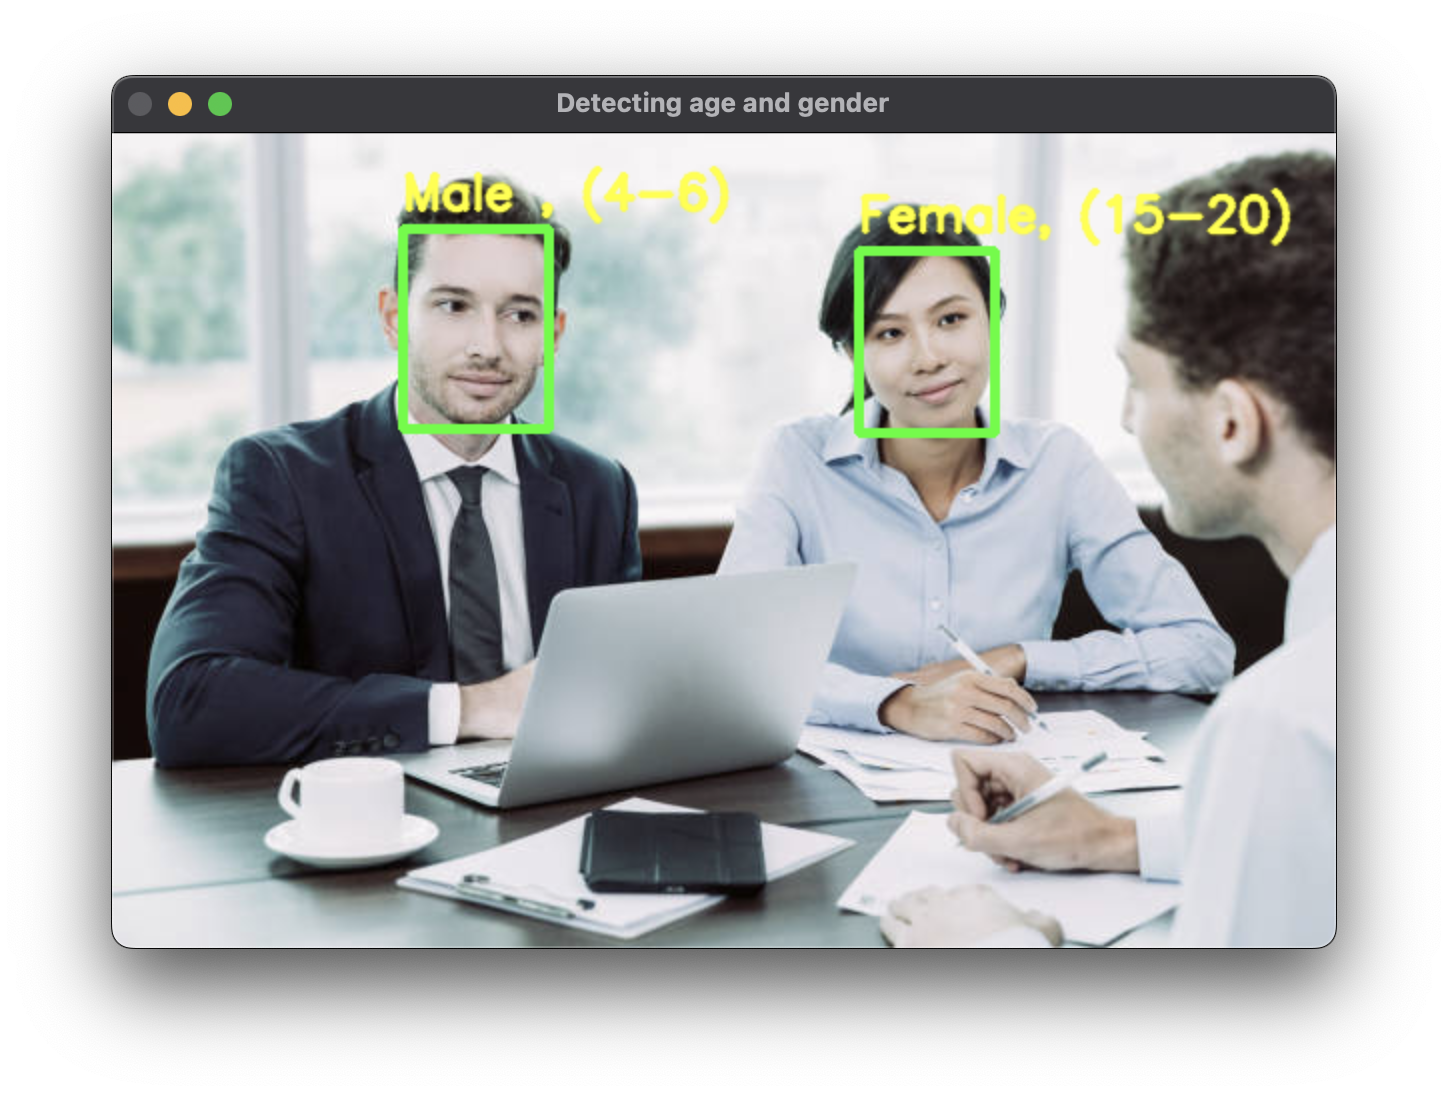 Detecting age and gender
Male , (4-6)
Female, (15-20)